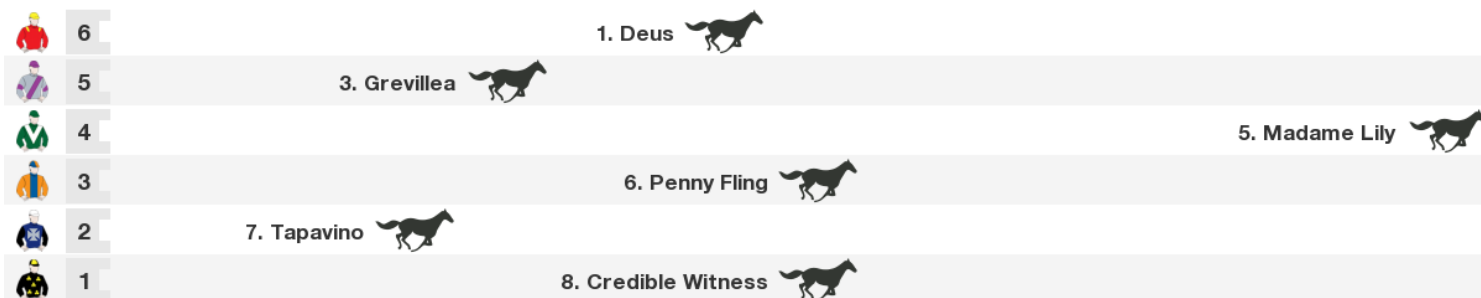 6 1. Deus
5 3. Grevillea
4 5. Madame Lily
3 6. Penny Fling
2 7. Tapavino
1 8. Credible Witness